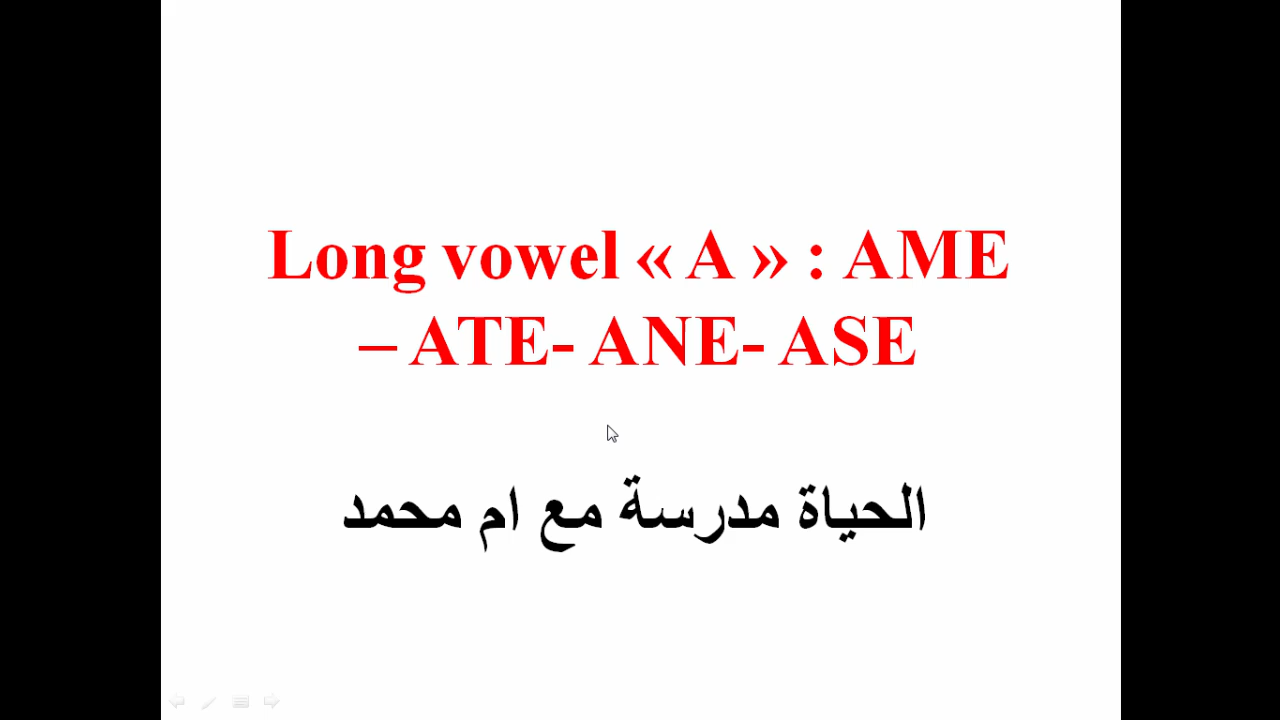 Long vowel « A » : AME
– ATE- ANE- ASE
الحياة مدرسة مع ام محمد